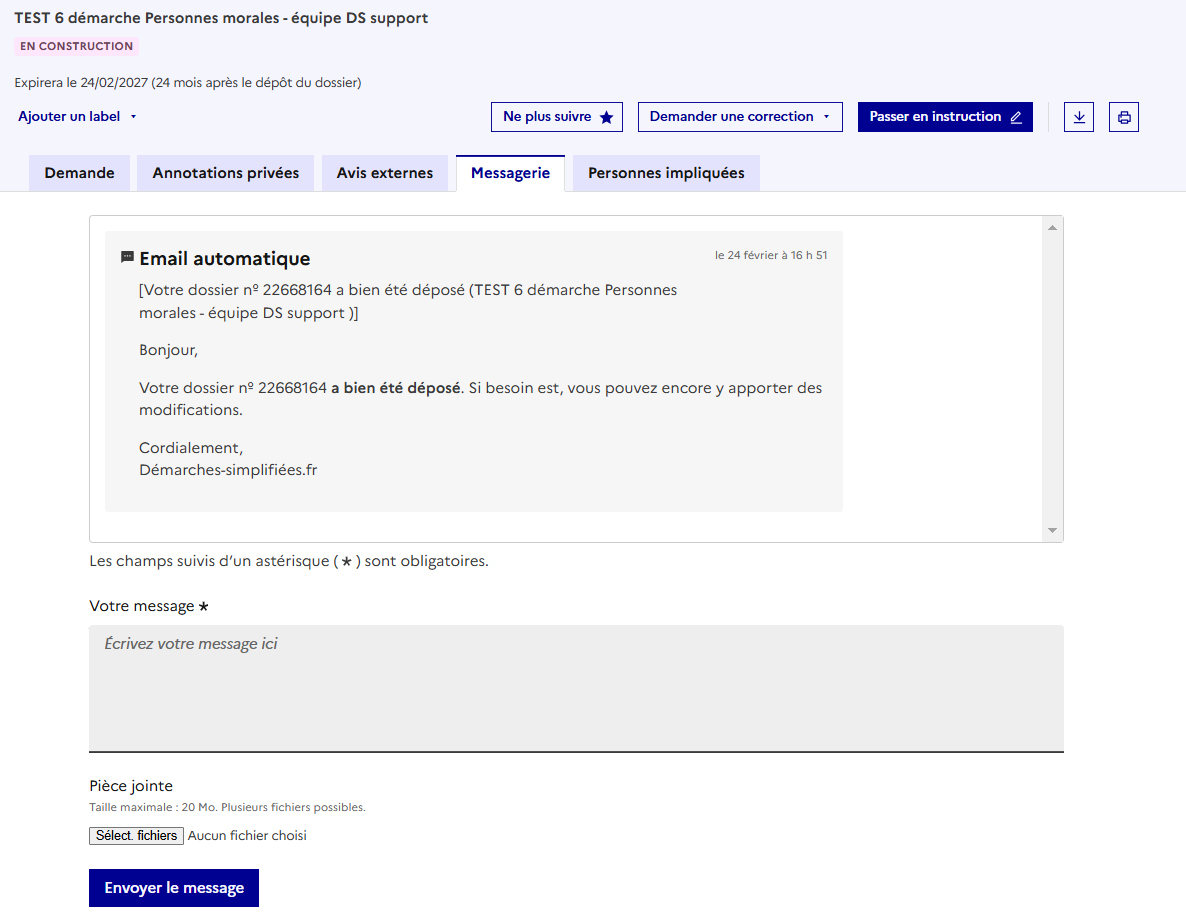 TEST 6 démarche Personnes morales - équipe DS support
EN CONSTRUCTION
Expirera le 24/02/2027 (24 mois après le dépôt du dossier)
Ajouter un label
Ne plus suivre
Demander une correction
Passer en instruction
Demande
Annotations privées
Avis externes
Messagerie
Personnes impliquées
Email automatique
le 24 février à 16 h 51
[Votre dossier nº 22668164 a bien été déposé (TEST 6 démarche Personnes
morales - équipe DS support )]
Bonjour,
Votre dossier nº 22668164 a bien été déposé. Si besoin est, vous pouvez encore y apporter des
modifications.
Cordialement,
Démarches-simplifiées.fr
Les champs suivis d’un astérisque ( * ) sont obligatoires.
Votre message *
Écrivez votre message ici
Pièce jointe
Taille maximale : 20 Mo. Plusieurs fichiers possibles.
Sélect. fichiers Aucun fichier choisi
Envoyer le message